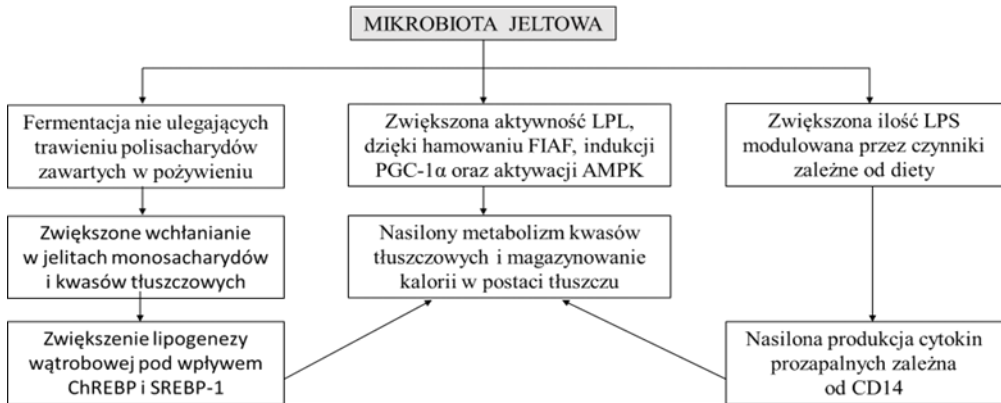 MIKROBIOTA JELTOWA
Fermentacja nie ulegających
trawieniu polisacharydów
zawartych w pożywieniu
Zwiększone wchłanianie
w jelitach monosacharydów
i kwasów tłuszczowych
Zwiększenie lipogenezy
wątrobowej pod wpływem
ChREBP i SREBP-1
Zwiększona aktywność LPL,
dzięki hamowaniu FIAF, indukcji
PGC-1α oraz aktywacji AMPK
Nasilony metabolizm kwasów
tłuszczowych i magazynowanie
kalorii w postaci tłuszczu
Zwiększona ilość LPS
modulowana przez czynniki
zależne od diety
Nasilona produkcja cytokin
prozapalnych zależna
od CD14